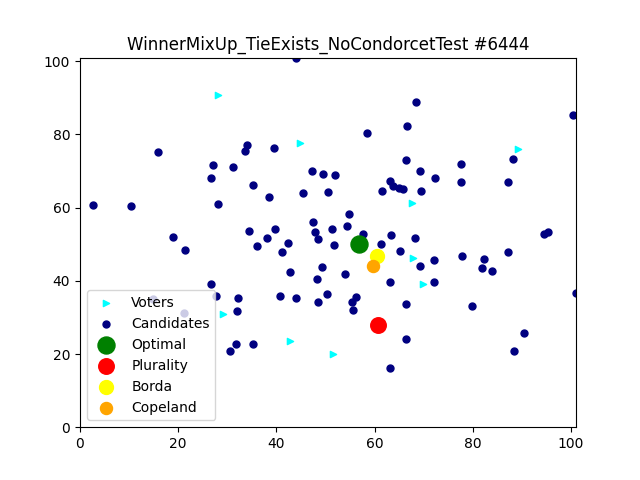 WinnerMixUp_TieExists_NoCondorcetTest #6444
100
80
60
40
20
0
Voters
Candidates
Optimal
Plurality
Borda
Copeland
0 20 40 60 80 100